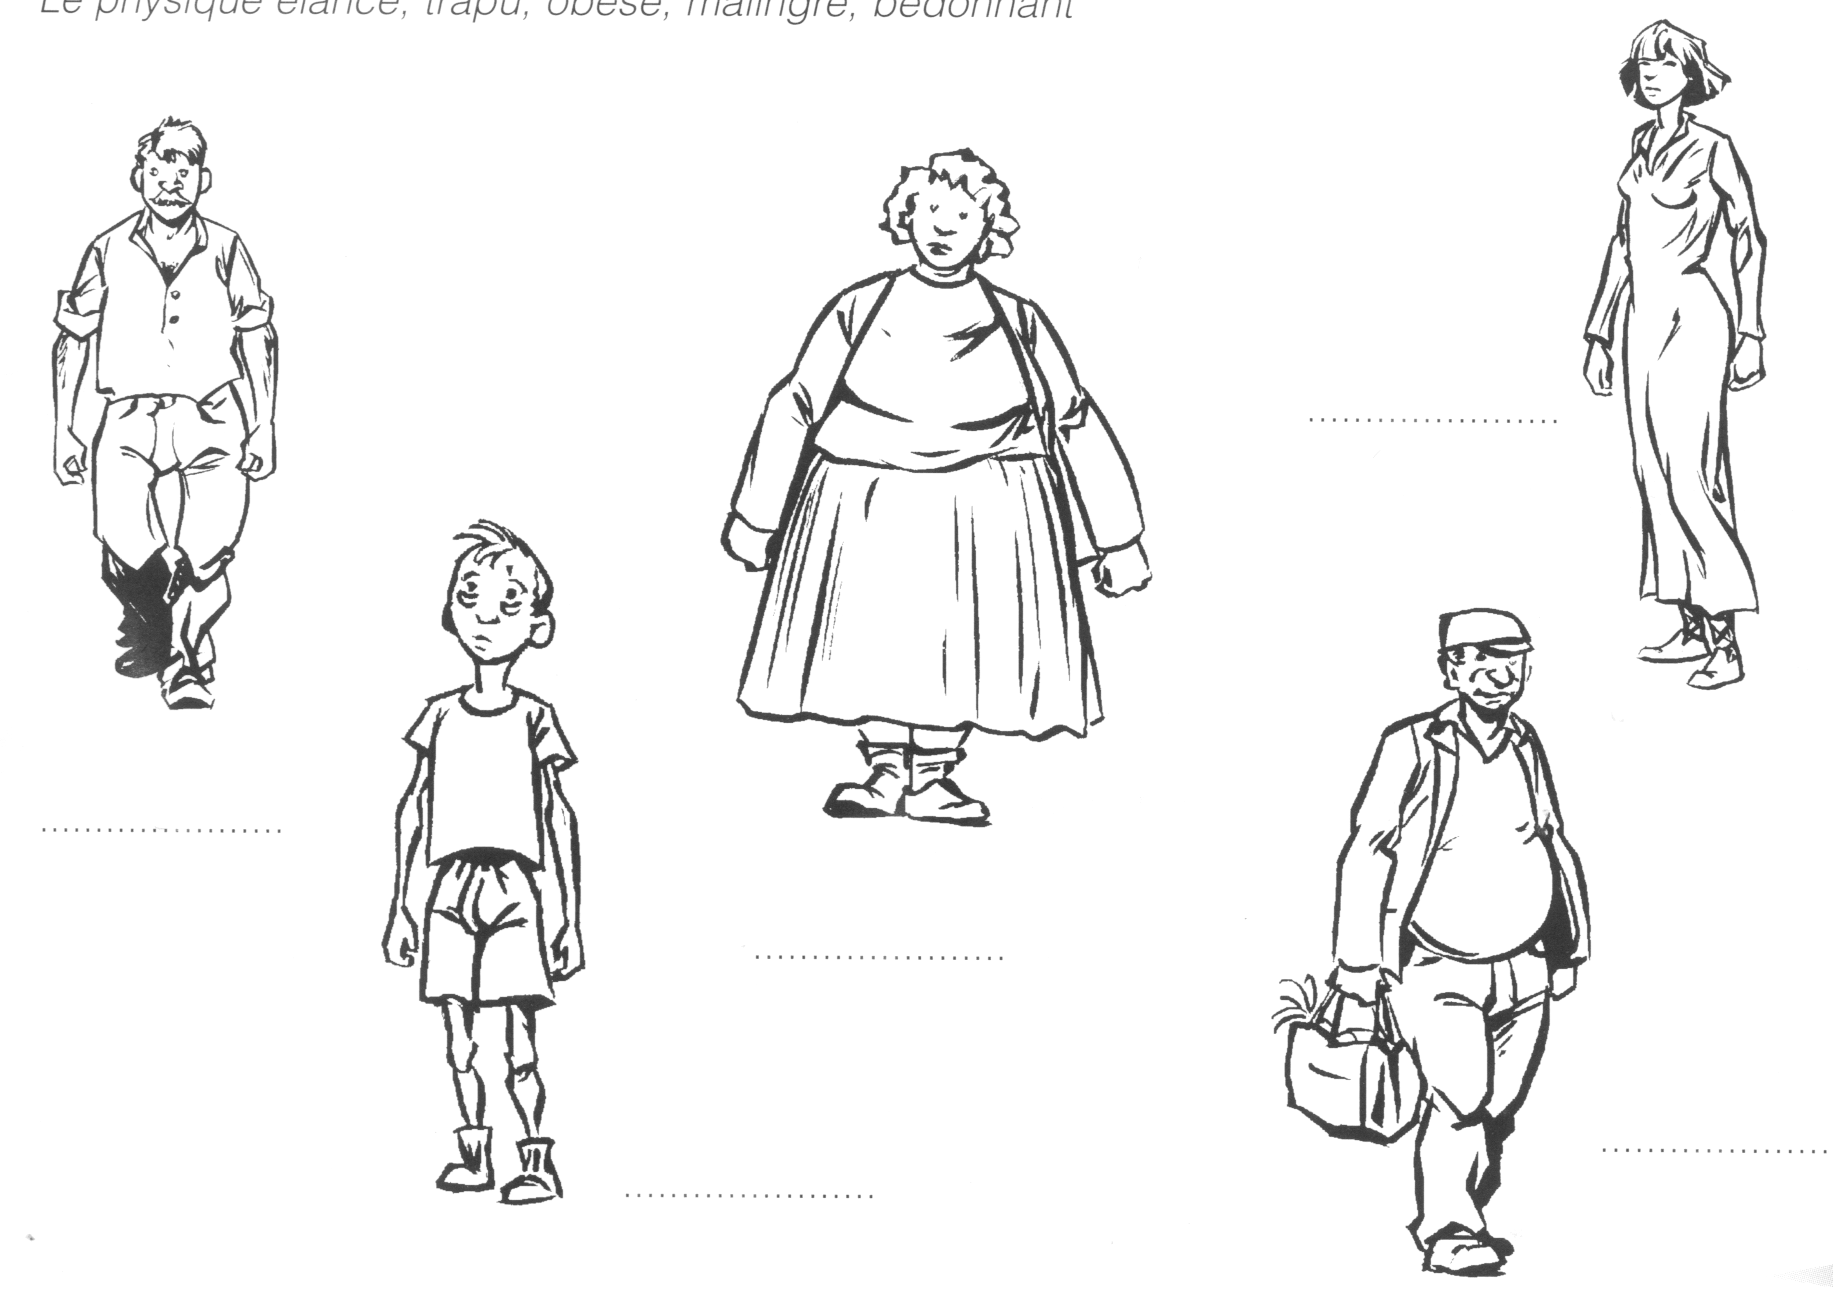 Le physique élancé, trapu, obèse, malingre, bedonnant